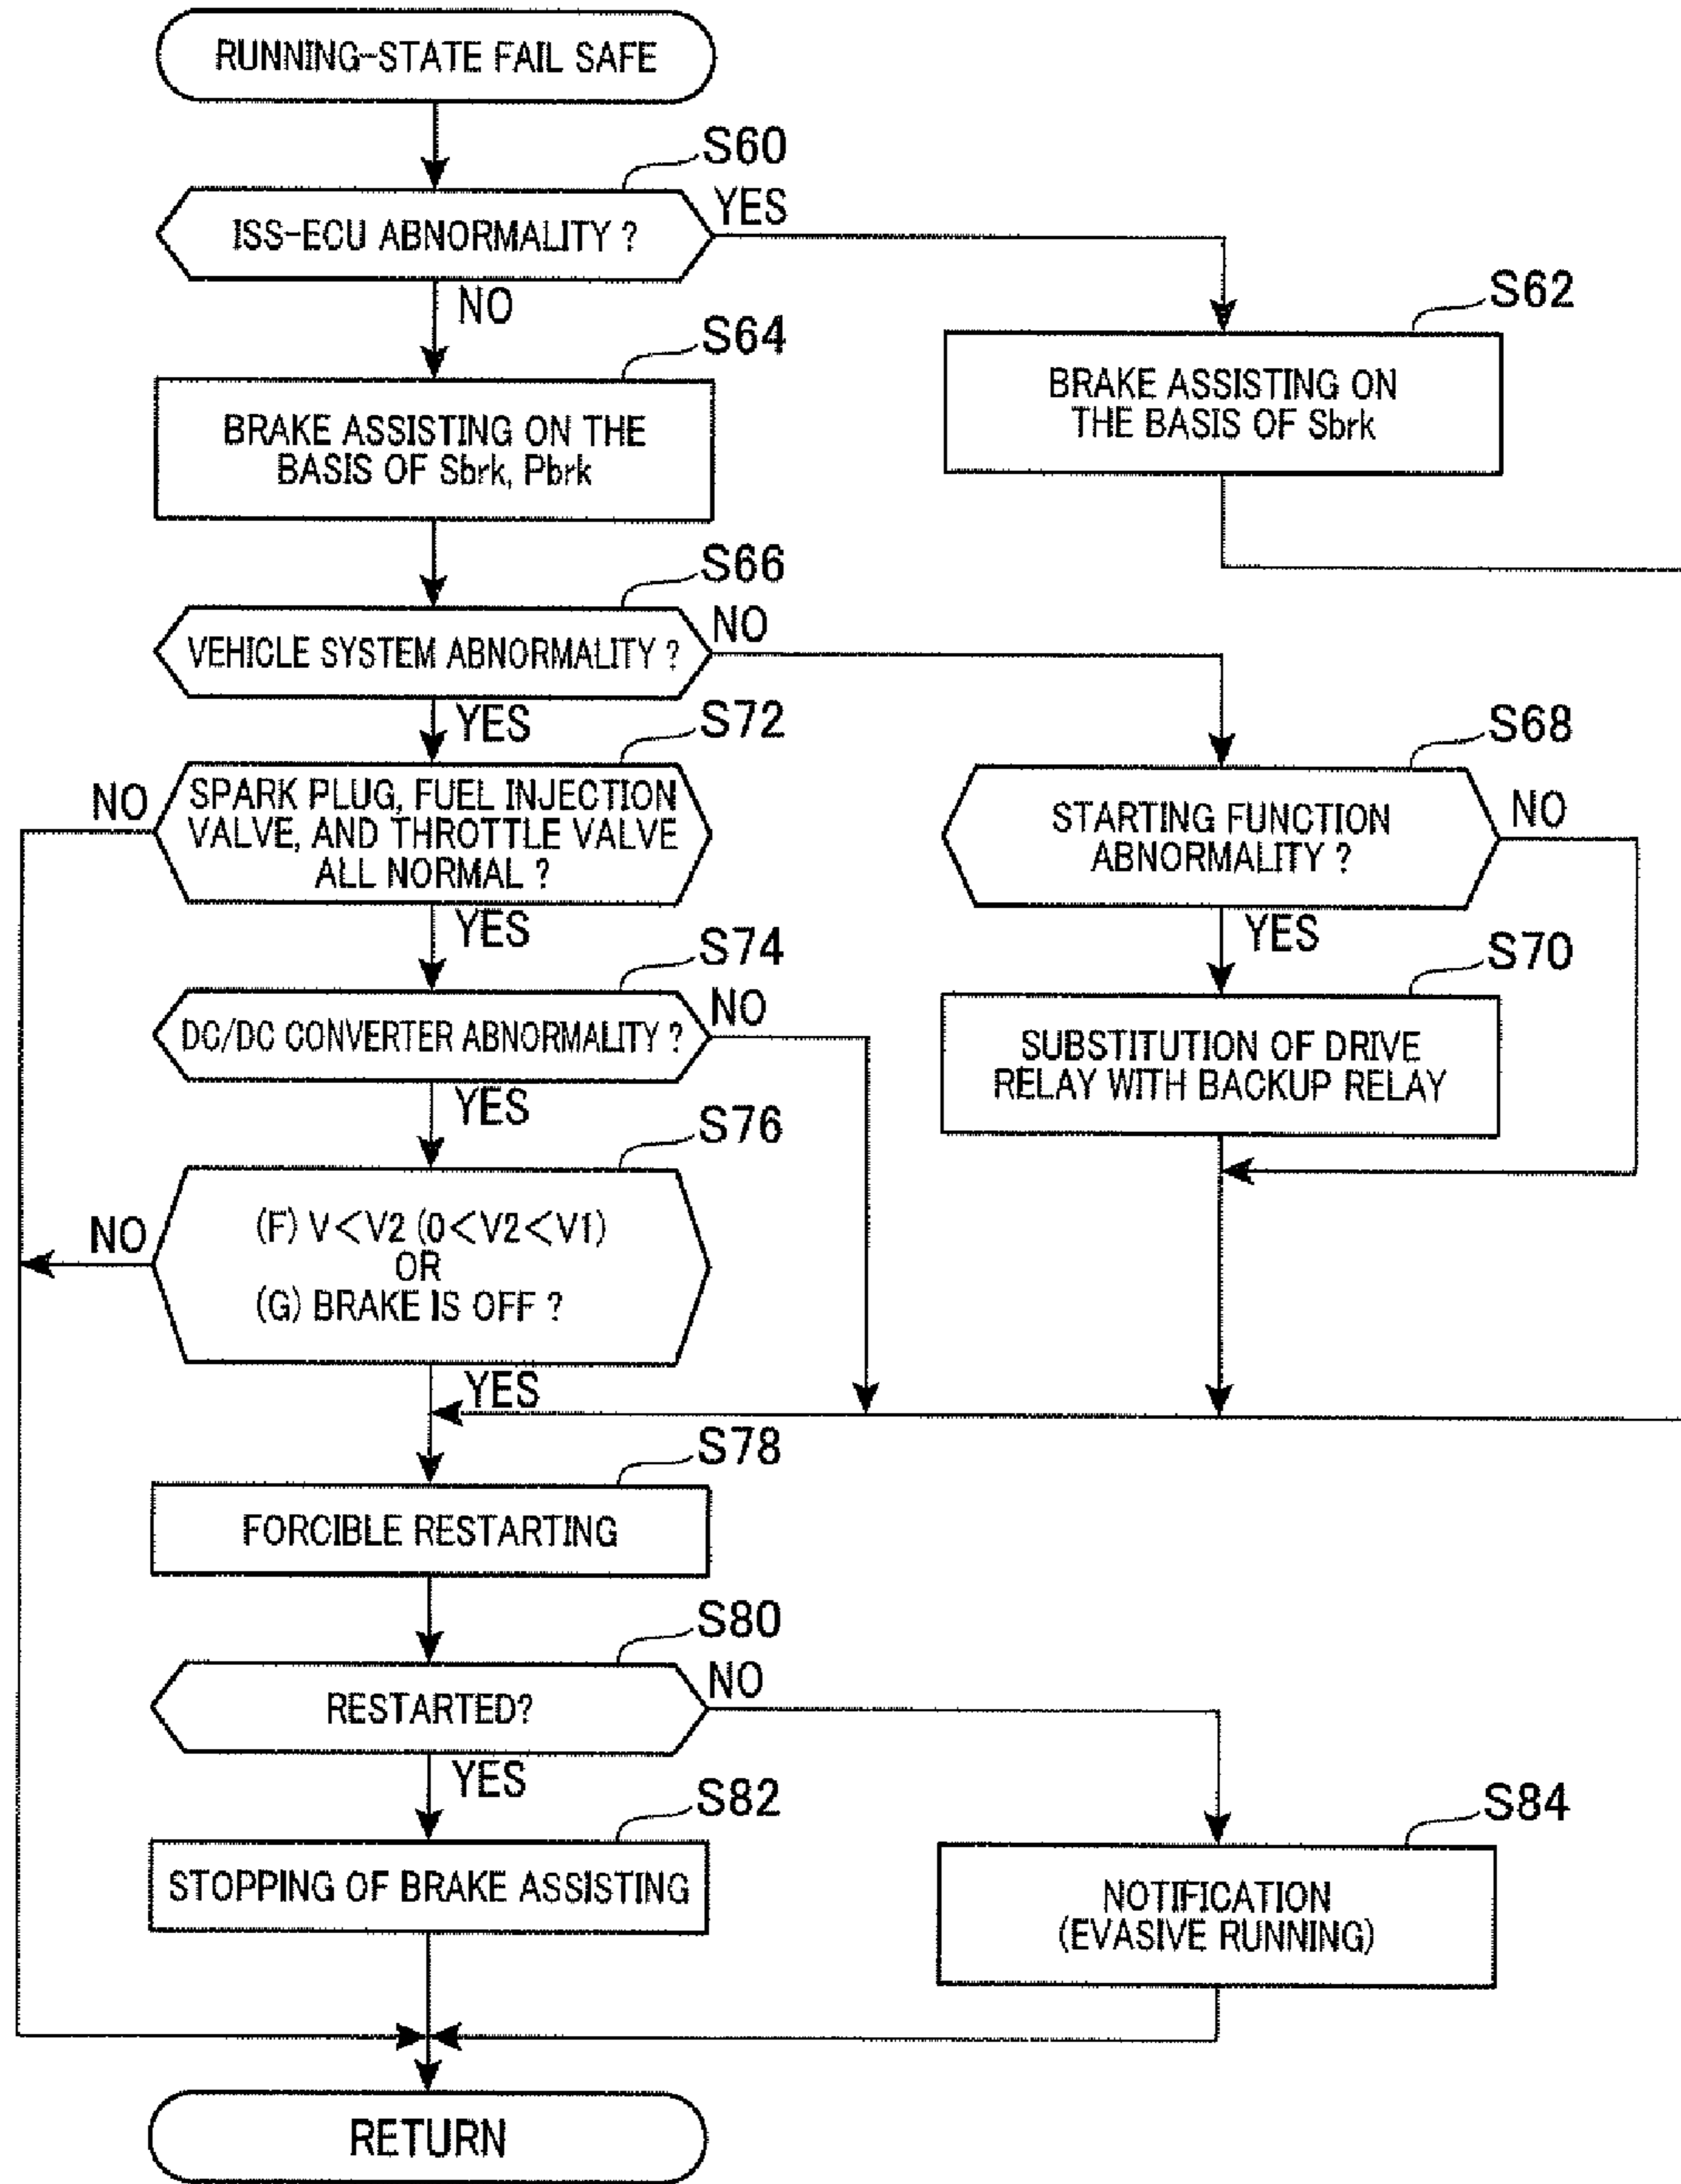 RUNNING-STATE FAIL SAFE
S60
ISS-ECU ABNORMALITY ?
YES
NO
S62
BRAKE ASSISTING ON
THE BASIS OF Sbrk
S64
BRAKE ASSISTING ON THE
BASIS OF Sbrk, Pbrk
S66
VEHICLE SYSTEM ABNORMALITY ?
NO
YES
S68
STARTING FUNCTION
ABNORMALITY ?
NO
YES
S70
SUBSTITUTION OF DRIVE
RELAY WITH BACKUP RELAY
S72
NO
SPARK PLUG, FUEL INJECTION
VALVE, AND THROTTLE VALVE
ALL NORMAL ?
YES
S74
DC/DC CONVERTER ABNORMALITY ?
NO
YES
S76
NO
(F) V<V2 (0<V2<V1)
OR
(G) BRAKE IS OFF ?
YES
S78
FORCIBLE RESTARTING
S80
RESTARTED?
NO
YES
S82
STOPPING OF BRAKE ASSISTING
S84
NOTIFICATION
(EVASIVE RUNNING)
RETURN